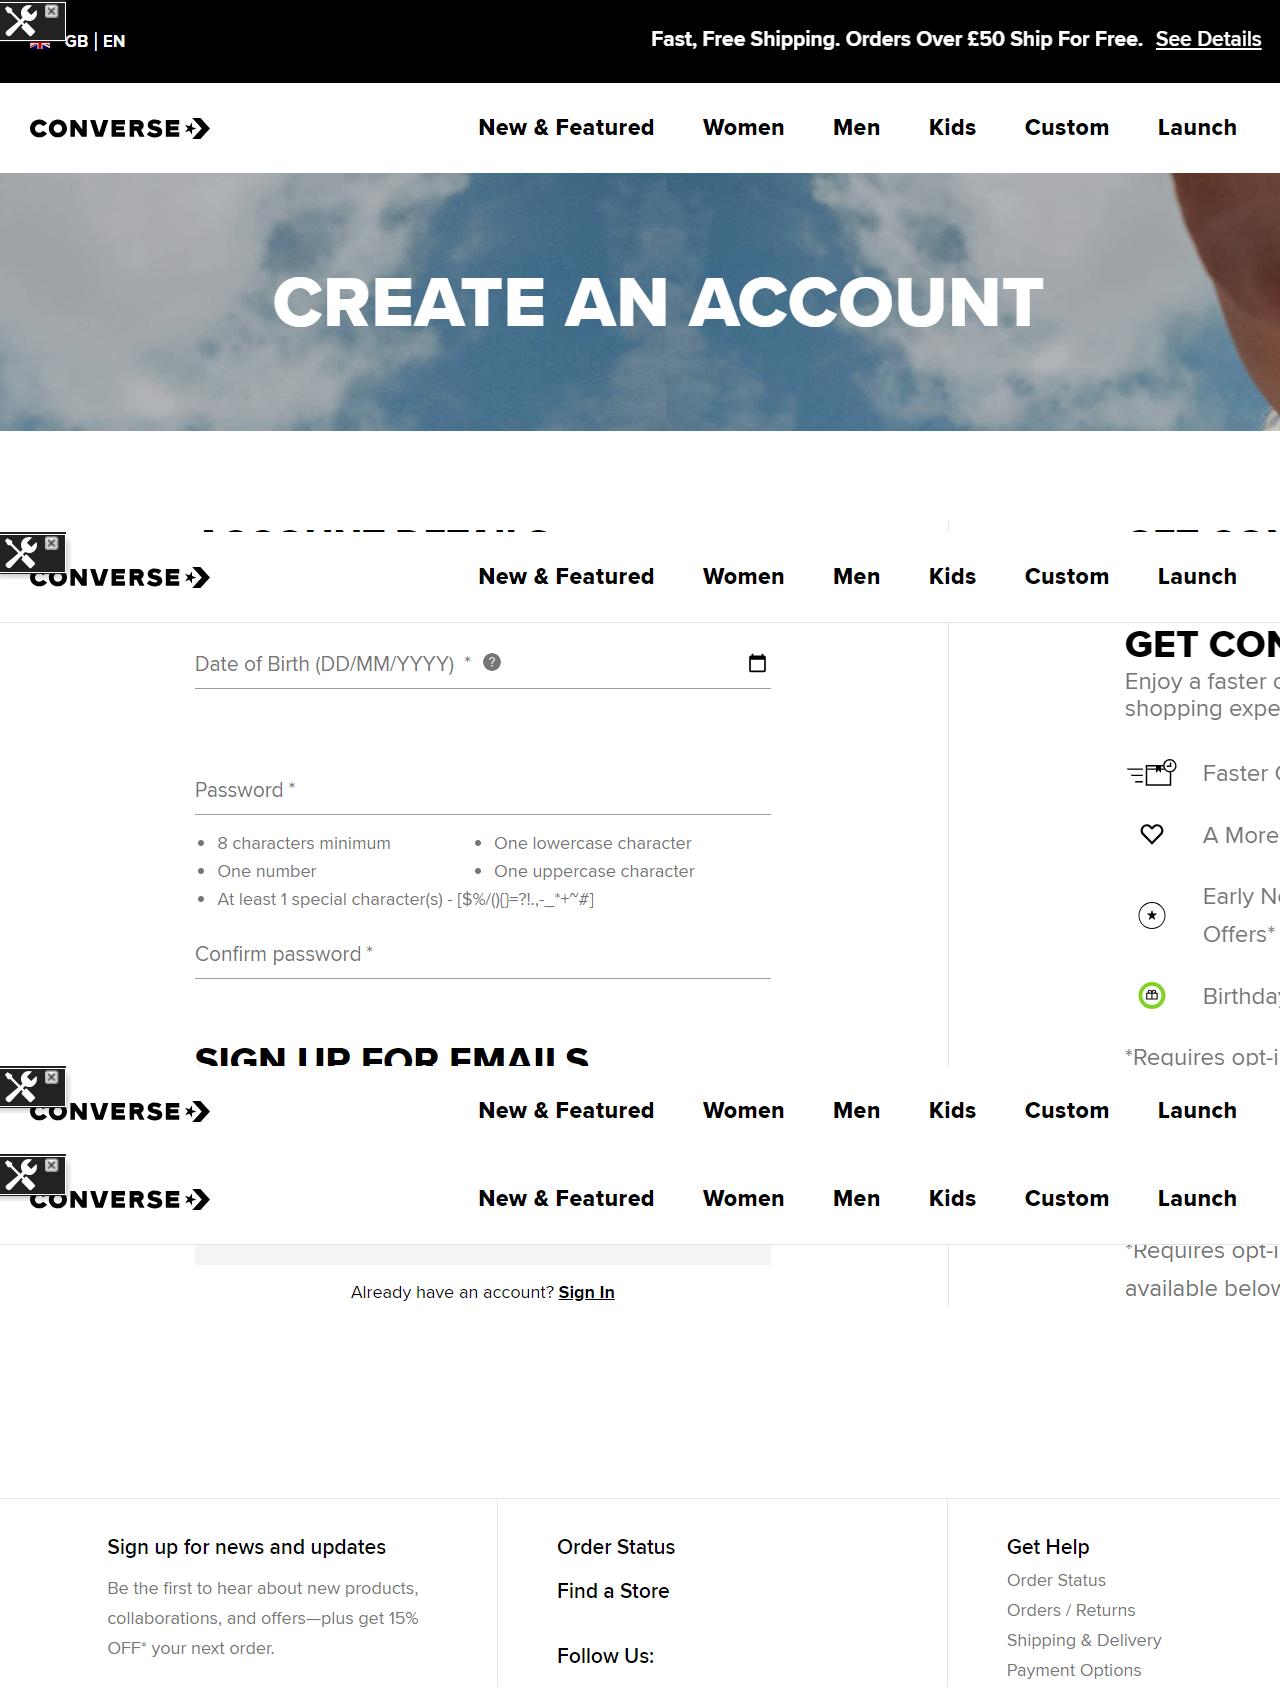 GB | EN
Fast, Free Shipping. Orders Over £50 Ship For Free. See Details
CONVERSE
New & Featured Women Men Kids Custom Launch
CREATE AN ACCOUNT
ACCOUNT DETAILS
CONVERSE
New & Featured Women Men Kids Custom Launch
Date of Birth (DD/MM/YYYY) * ?
Password *
8 characters minimum
One lowercase character
One number
One uppercase character
At least 1 special character(s) - [$%/(){}=?!.,-_*+~#]
Confirm password *
SIGN UP FOR EMAILS
GET CON
Enjoy a faster
shopping expe
Faster
A More
Early
Offers*
Birthday
*Requires opt-i
CONVERSE
New & Featured Women Men Kids Custom Launch
CONVERSE
New & Featured Women Men Kids Custom Launch
*Requires opt-i
available below
Already have an account? Sign In
Sign up for news and updates
Be the first to hear about new products,
collaborations, and offers—plus get 15%
OFF* your next order.
Order Status
Find a Store
Follow Us:
Get Help
Order Status
Orders / Returns
Shipping & Delivery
Payment Options